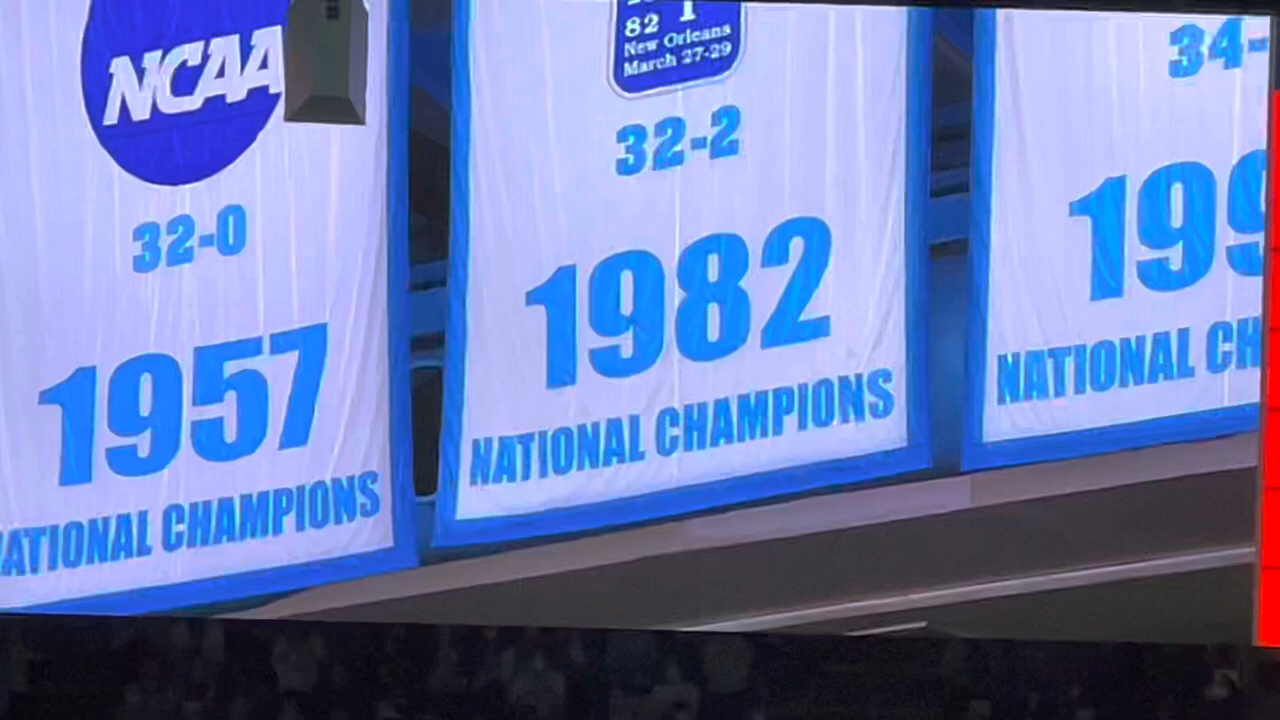 NCAA
32-0
1957
NATIONAL CHAMPIONS
82
New Orleans
March 27-29
32-2
1982
NATIONAL CHAMPIONS
34-
199
NATIONAL CH